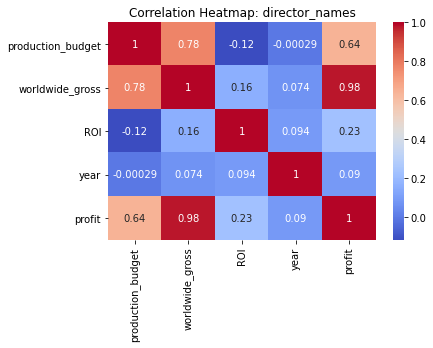 Correlation Heatmap: director_names
production_budget 1 0.78 -0.12 -0.00029 0.64
worldwide_gross 0.78 1 0.16 0.074 0.98
ROI -0.12 0.16 1 0.094 0.23
year -0.00029 0.074 0.094 1 0.09
profit 0.64 0.98 0.23 0.09 1
production_budget worldwide_gross ROI year profit
1.0
0.8
0.6
0.4
0.2
0.0